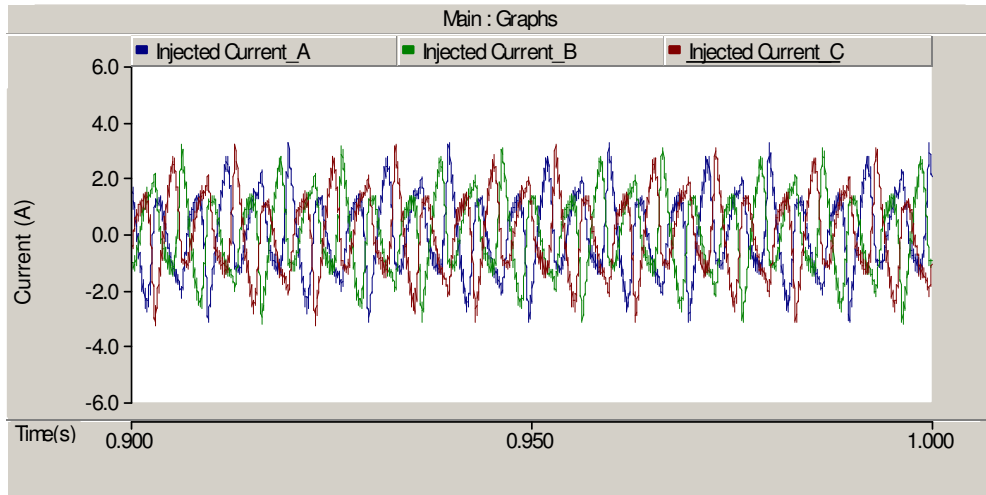 Main : Graphs
Injected Current_A Injected Current_B Injected Current_C
6.0
4.0
2.0
0.0
-2.0
-4.0
-6.0
Current (A)
Time(s) 0.900 0.950 1.000